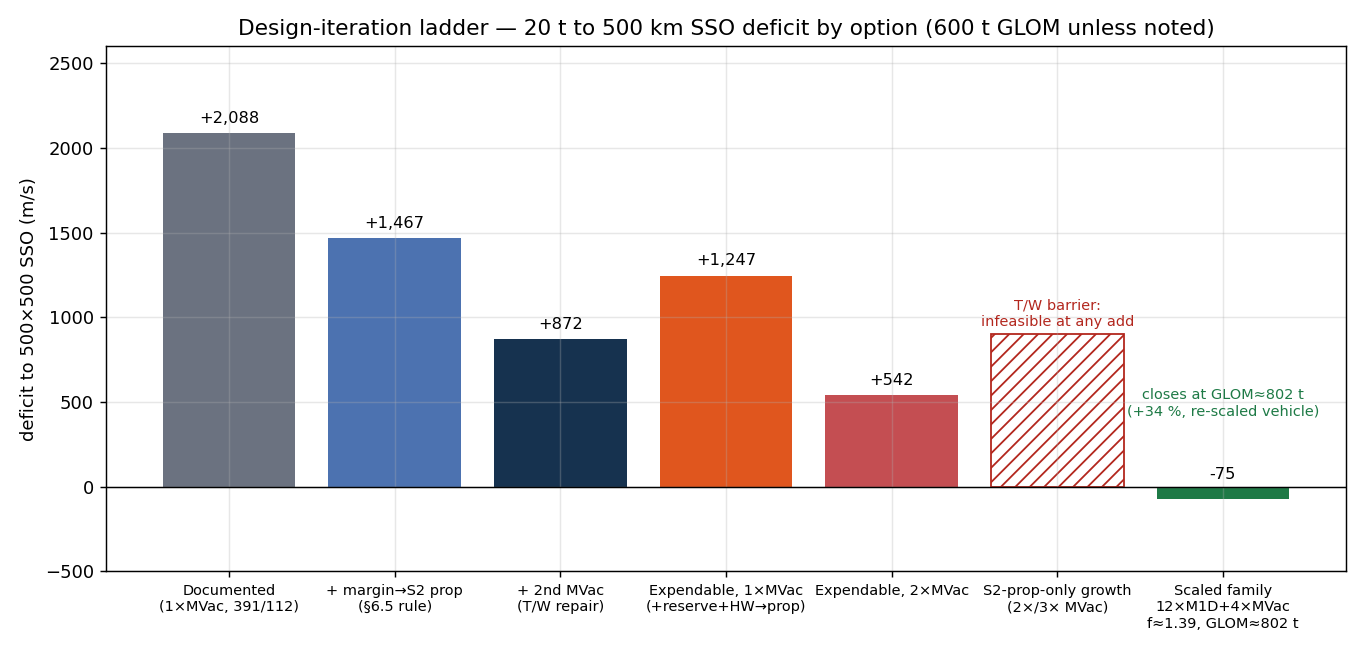 Design-iteration ladder — 20 t to 500 km SSO deficit by option (600 t GLOM unless noted)
deficit to 500×500 SSO (m/s)
2500
2000
1500
1000
500
0
−500
+2,088
+1,467
+872
+1,247
+542
T/W barrier:
infeasible at any add
closes at GLOM≈802 t
(+34 %, re-scaled vehicle)
-75
Documented
(1×MVac, 391/112)
+ margin→S2 prop
(§6.5 rule)
+ 2nd MVac
(T/W repair)
Expendable, 1×MVac
(+reserve+HW→prop)
Expendable, 2×MVac
S2-prop-only growth
(2×/3× MVac)
Scaled family
12×M1D+4×MVac
f≈1.39, GLOM≈802 t